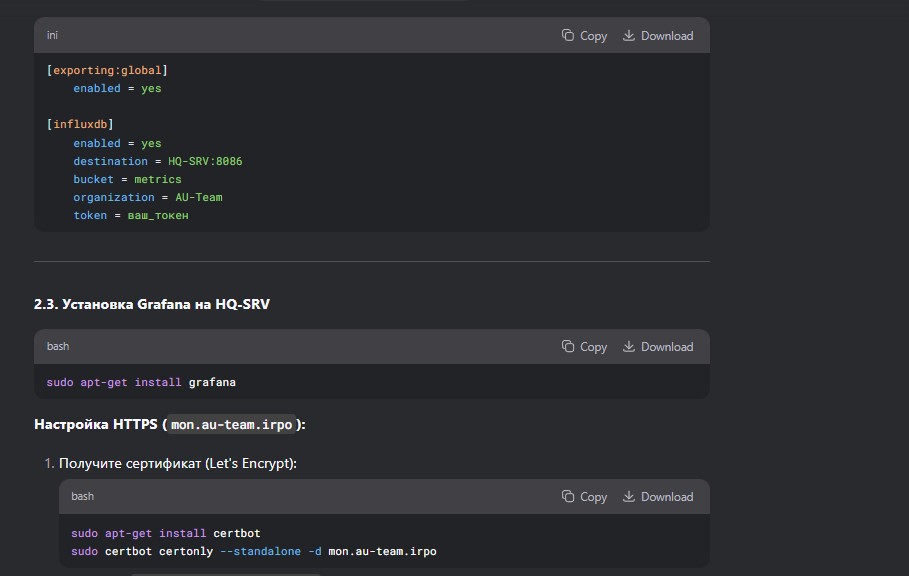 ini
Copy
Download
[exporting:global]
    enabled = yes

[influxdb]
    enabled = yes
    destination = HQ-SRV:8086
    bucket = metrics
    organization = AU-Team
    token = ваш_токен
2.3. Установка Grafana на HQ-SRV
bash
Copy
Download
sudo apt-get install grafana
Настройка HTTPS (mon.au-team.irpo):
1. Получите сертификат (Let's Encrypt):
bash
Copy
Download
sudo apt-get install certbot
sudo certbot certonly --standalone -d mon.au-team.irpo